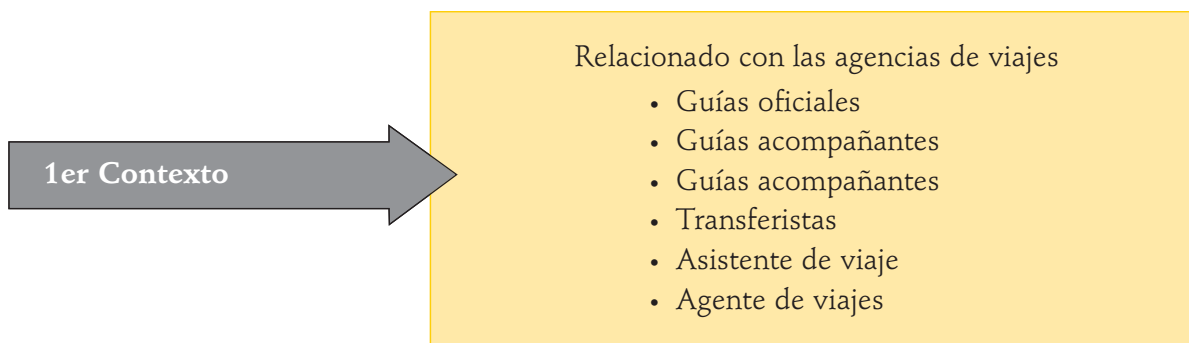 1er Contexto
Relacionado con las agencias de viajes
• Guías oficiales
• Guías acompañantes
• Guías acompañantes
• Transferistas
• Asistente de viaje
• Agente de viajes